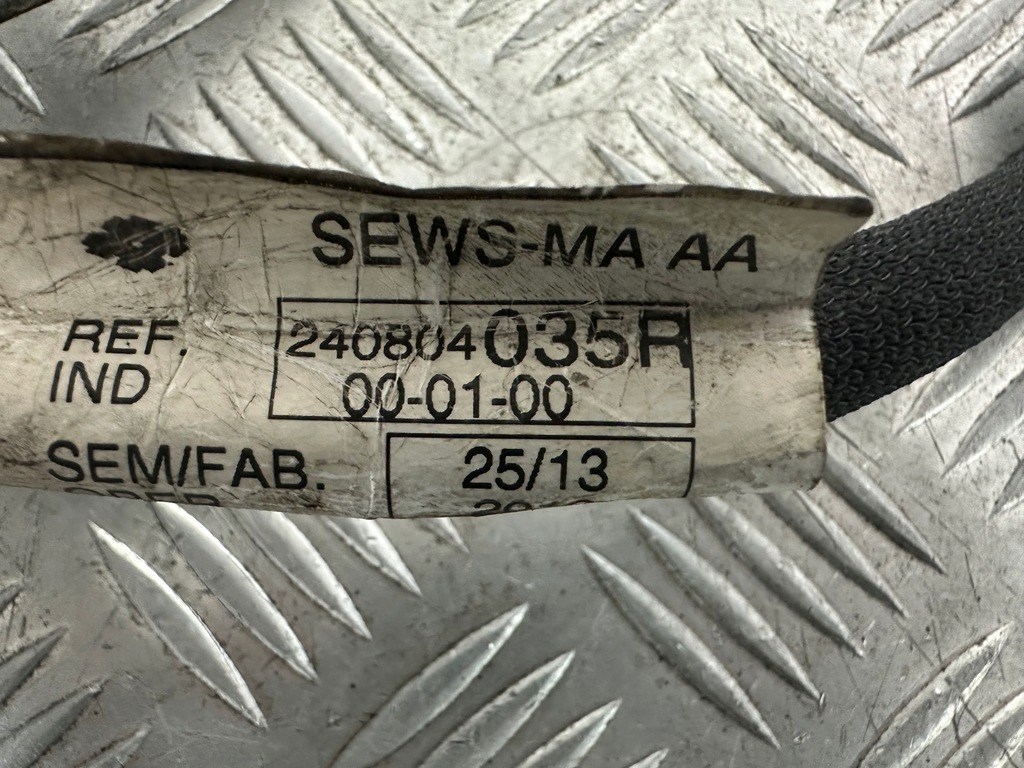 SEWS-MA AA
REF. 240804035R
IND 00-01-00
SEM/FAB. 25/13